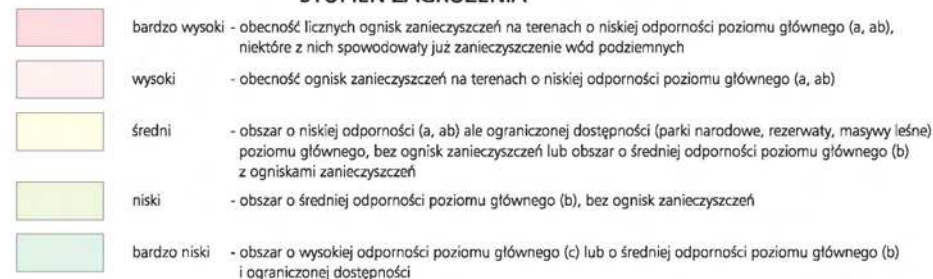 STOPIEŃ ZAGROŻENIA
bardzo wysoki - obecność licznych ognisk zanieczyszczeń na terenach o niskiej odporności poziomu głównego (a, ab),
niektóre z nich spowodowały już zanieczyszczenie wód podziemnych
wysoki - obecność ognisk zanieczyszczeń na terenach o niskiej odporności poziomu głównego (a, ab)
średni - obszar o niskiej odporności (a, ab) ale ograniczonej dostępności (parki narodowe, rezerwaty, masywy leśne)
poziomu głównego, bez ognisk zanieczyszczeń lub obszar o średniej odporności poziomu głównego (b)
z ogniskami zanieczyszczeń
niski - obszar o średniej odporności poziomu głównego (b), bez ognisk zanieczyszczeń
bardzo niski - obszar o wysokiej odporności poziomu głównego (c) lub o średniej odporności poziomu głównego (b)
i ograniczonej dostępności